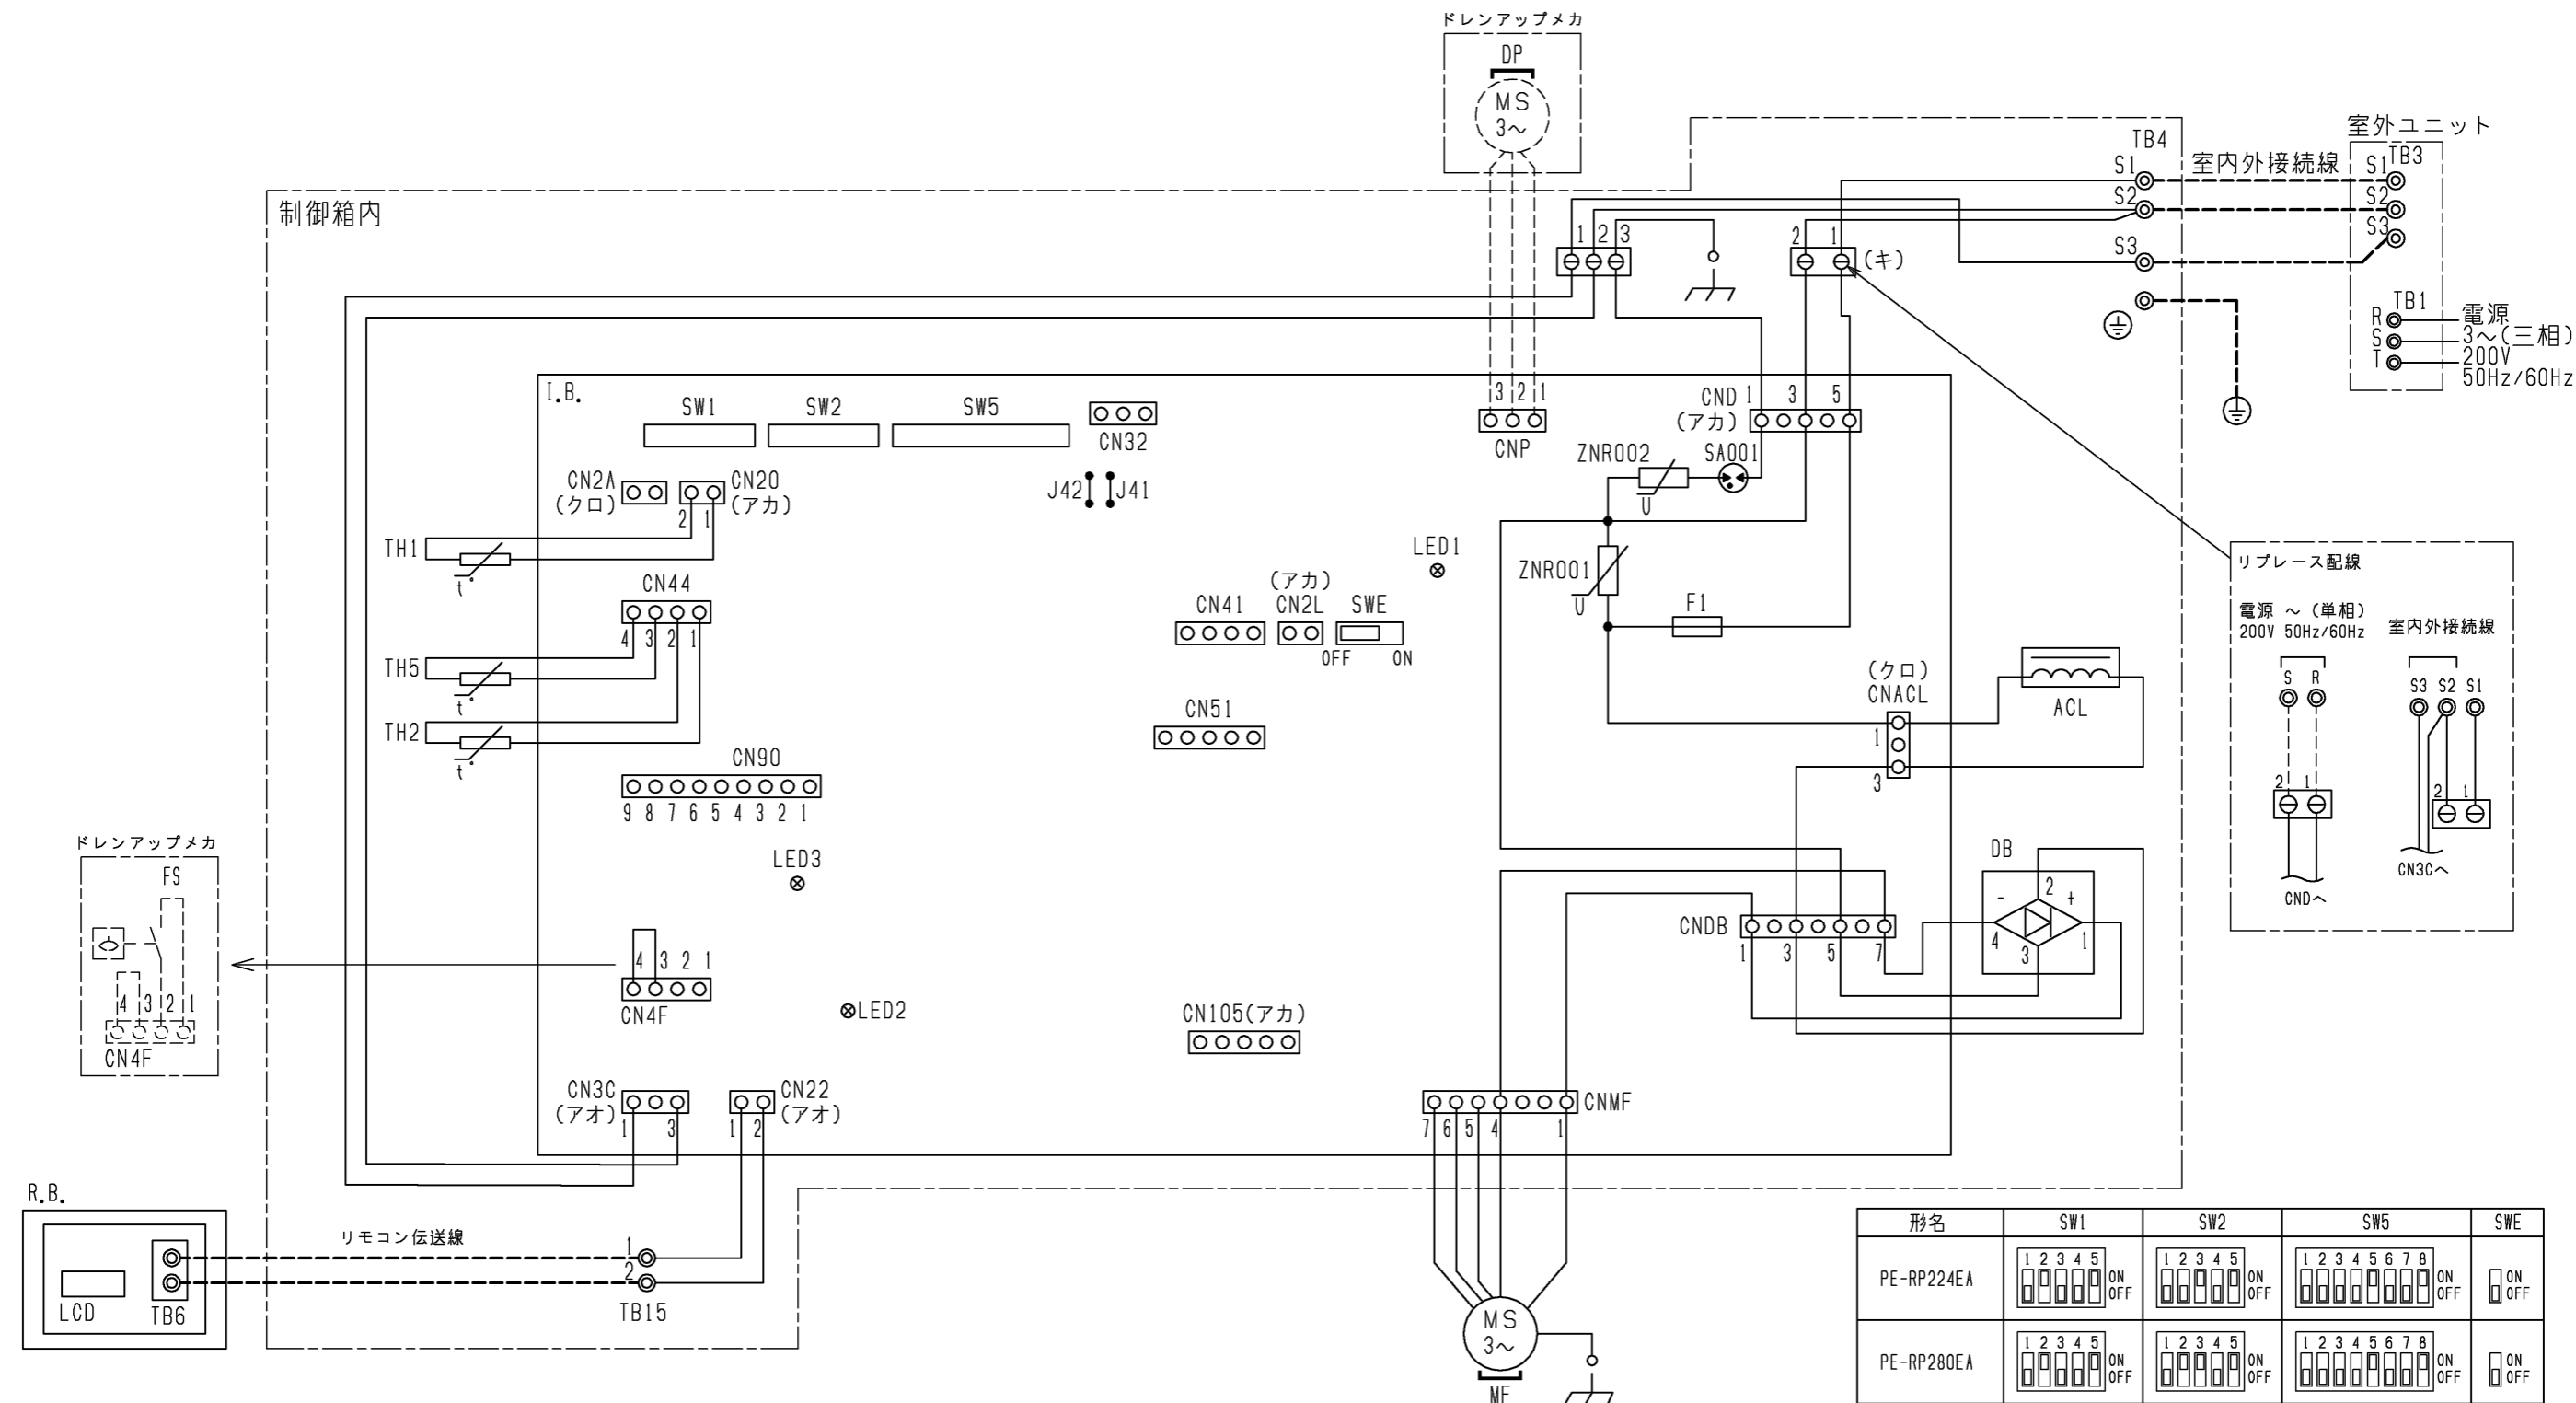 ドレンアップメカ
DP
MS
3～
制御箱内
1 2 3
2 1
(キ)
TB4
S1
S2
S3
室内外接続線
室外ユニット
TB3
S1
S2
S3
TB1
R
S
T
電源
3～(三相)
200V
50Hz/60Hz
I.B.
SW1
SW2
SW5
CN32
3 2 1
CNP
CND
(アカ)
1 3 5
CN2A
(クロ)
CN20
(アカ)
2 1
J42
J41
ZNR002
U
SA001
TH1
t°
LED1
ZNR001
U
F1
CN44
4 3 2 1
CN41
(アカ)
CN2L
SWE
OFF ON
TH5
t°
TH2
t°
CN51
(クロ)
CNACL
1
3
ACL
CN90
9 8 7 6 5 4 3 2 1
LED3
リプレース配線
電源 ～ (単相)
200V 50Hz/60Hz
室内外接続線
S R
S3 S2 S1
2 1
2 1
CN3Cへ
CNDへ
ドレンアップメカ
FS
4 3 2 1
CN4F
4 3 2 1
CN4F
LED2
CN105(アカ)
CNDB
1 3 5 7
DB
2
- +
4 1
3
CN3C
(アオ)
1 3
CN22
(アオ)
1 2
CNMF
7 6 5 4 1
R.B.
LCD
TB6
リモコン伝送線
1
2
TB15
MS
3～
MF
形名 SW1 SW2 SW5 SWE
PE-RP224EA
1 2 3 4 5
ON
OFF
1 2 3 4 5
ON
OFF
1 2 3 4 5 6 7 8
ON
OFF
ON
OFF
PE-RP280EA
1 2 3 4 5
ON
OFF
1 2 3 4 5
ON
OFF
1 2 3 4 5 6 7 8
ON
OFF
ON
OFF